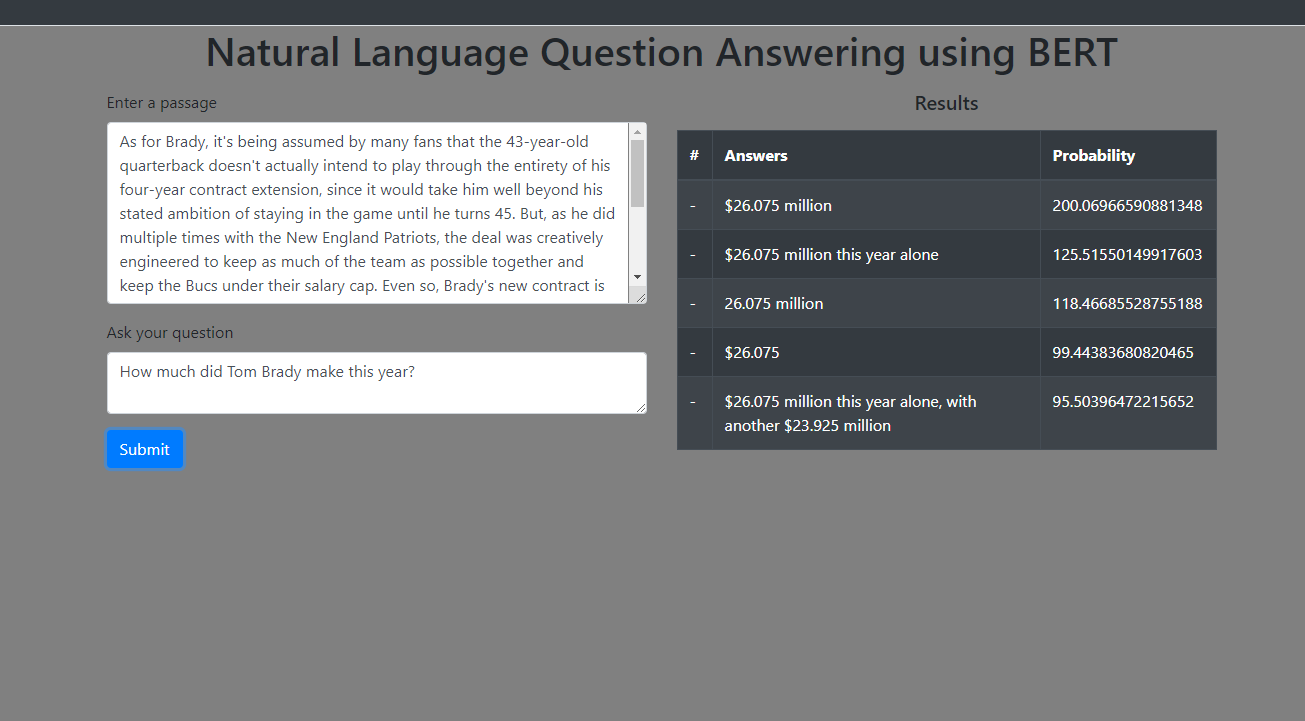 Natural Language Question Answering using BERT
Enter a passage
As for Brady, it's being assumed by many fans that the 43-year-old
quarterback doesn't actually intend to play through the entirety of his
four-year contract extension, since it would take him well beyond his
stated ambition of staying in the game until he turns 45. But, as he did
multiple times with the New England Patriots, the deal was creatively
engineered to keep as much of the team as possible together and
keep the Bucs under their salary cap. Even so, Brady's new contract is
Ask your question
How much did Tom Brady make this year?
Submit
Results
# Answers Probability
- $26.075 million 200.06966590881348
- $26.075 million this year alone 125.51550149917603
- 26.075 million 118.46685528755188
- $26.075 99.44383680820465
- $26.075 million this year alone, with 95.50396472215652
another $23.925 million